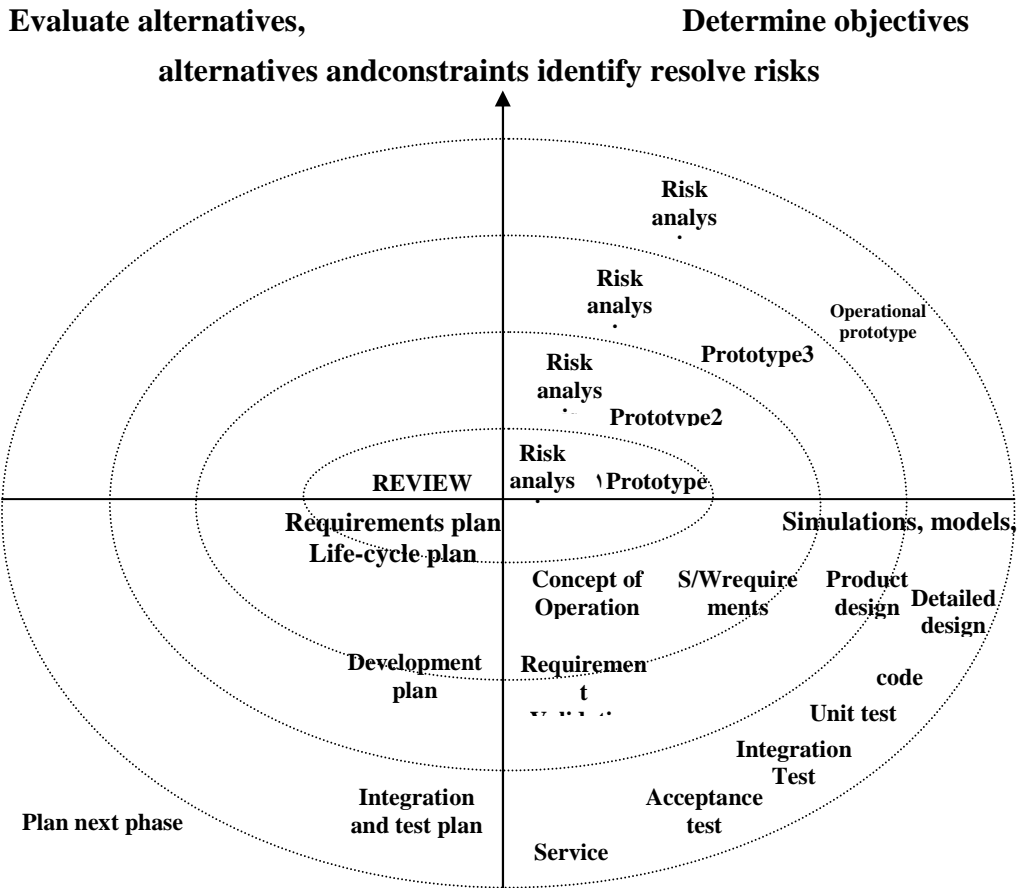 Evaluate alternatives, Determine objectives
alternatives andconstraints identify resolve risks
Risk
analys
Risk
analys
Operational
prototype
Prototype3
Risk
analys
Prototype2
Risk
analys
Prototype
REVIEW
Requirements plan
Life-cycle plan
Simulations, models,
Concept of
Operation
S/Wrequire
ments
Product
design
Detailed
design
Development
plan
Requiremen
t
code
Unit test
Integration
Test
Integration
and test plan
Acceptance
test
Plan next phase
Service